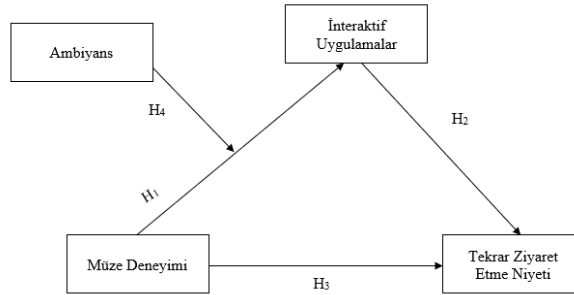 İnteraktif
Uygulamalar
Ambiyans
H4
H2
H1
Müze Deneyimi
Tekrar Ziyaret
Etme Niyeti
H3